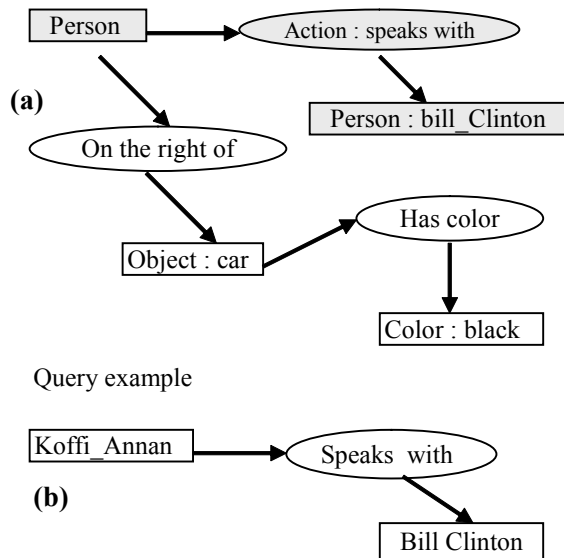 Person
Action : speaks with
(a)
Person : bill_Clinton
On the right of
Has color
Object : car
Color : black
Query example
Koffi_Annan
Speaks with
(b)
Bill Clinton